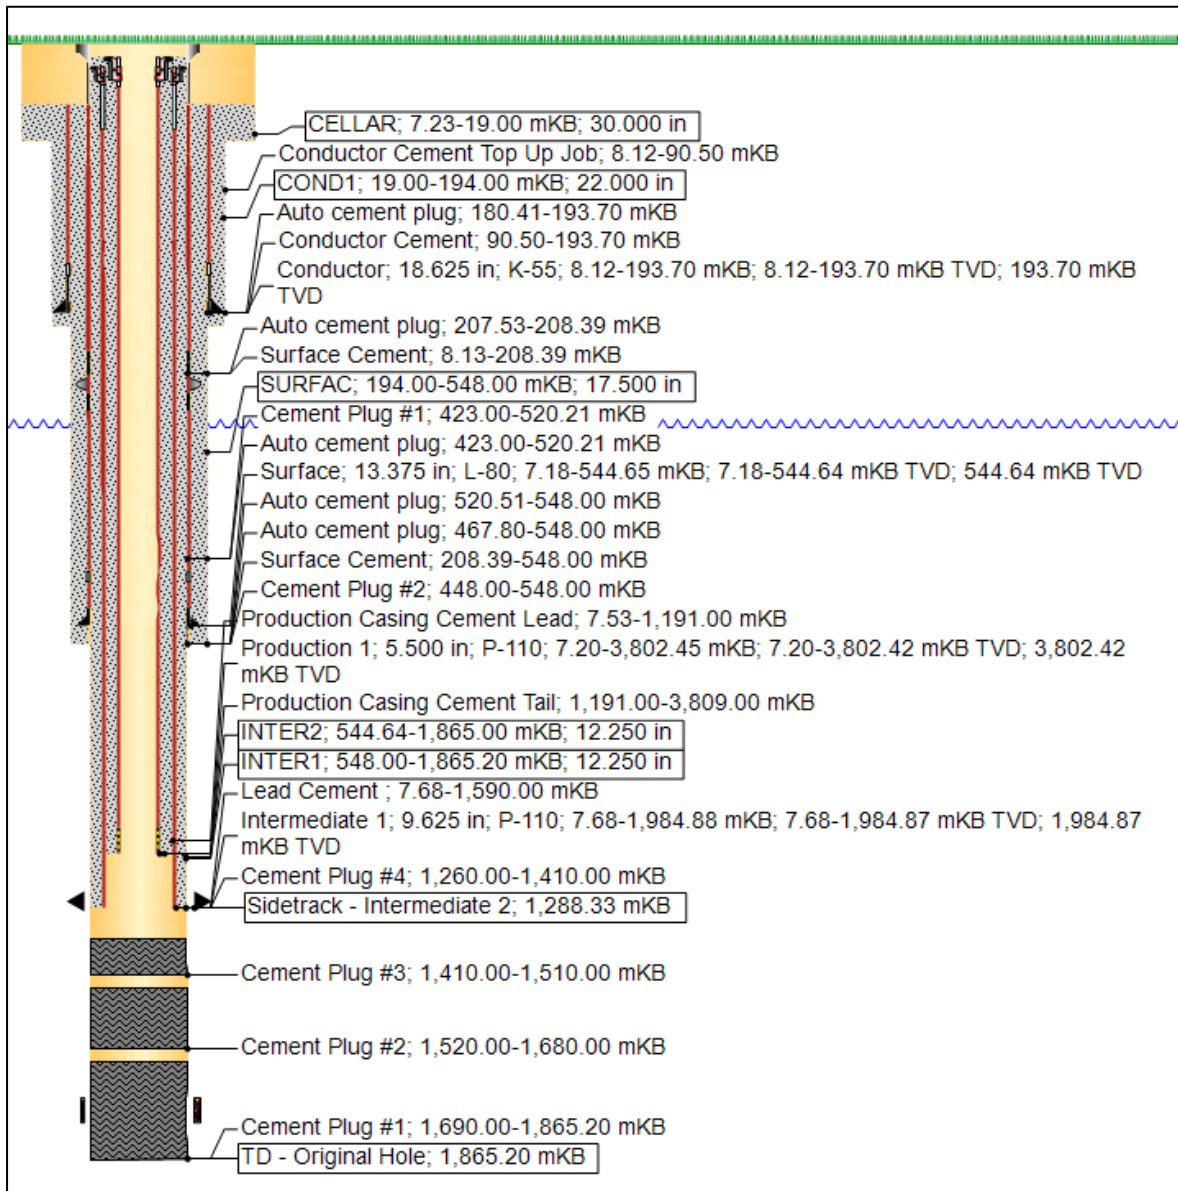 CELLAR; 7.23-19.00 mKB; 30.000 in
Conductor Cement Top Up Job; 8.12-90.50 mKB
COND1; 19.00-194.00 mKB; 22.000 in
Auto cement plug; 180.41-193.70 mKB
Conductor Cement; 90.50-193.70 mKB
Conductor; 18.625 in; K-55; 8.12-193.70 mKB; 8.12-193.70 mKB TVD; 193.70 mKB
TVD
Auto cement plug; 207.53-208.39 mKB
Surface Cement; 8.13-208.39 mKB
SURFAC; 194.00-548.00 mKB; 17.500 in
Cement Plug #1; 423.00-520.21 mKB
Auto cement plug; 423.00-520.21 mKB
Surface; 13.375 in; L-80; 7.18-544.65 mKB; 7.18-544.64 mKB TVD; 544.64 mKB TVD
Auto cement plug; 520.51-548.00 mKB
Auto cement plug; 467.80-548.00 mKB
Surface Cement; 208.39-548.00 mKB
Cement Plug #2; 448.00-548.00 mKB
Production Casing Cement Lead; 7.53-1,191.00 mKB
Production 1; 5.500 in; P-110; 7.20-3,802.45 mKB; 7.20-3,802.42 mKB TVD; 3,802.42
mKB TVD
Production Casing Cement Tail; 1,191.00-3,809.00 mKB
INTER2; 544.64-1,865.00 mKB; 12.250 in
INTER1; 548.00-1,865.20 mKB; 12.250 in
Lead Cement ; 7.68-1,590.00 mKB
Intermediate 1; 9.625 in; P-110; 7.68-1,984.88 mKB; 7.68-1,984.87 mKB TVD; 1,984.87
mKB TVD
Cement Plug #4; 1,260.00-1,410.00 mKB
Sidetrack - Intermediate 2; 1,288.33 mKB
Cement Plug #3; 1,410.00-1,510.00 mKB
Cement Plug #2; 1,520.00-1,680.00 mKB
Cement Plug #1; 1,690.00-1,865.20 mKB
TD - Original Hole; 1,865.20 mKB